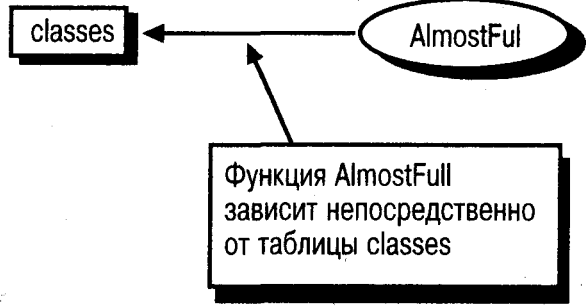 classes
AlmostFul
Функция AlmostFull
зависит непосредственно
от таблицы classes